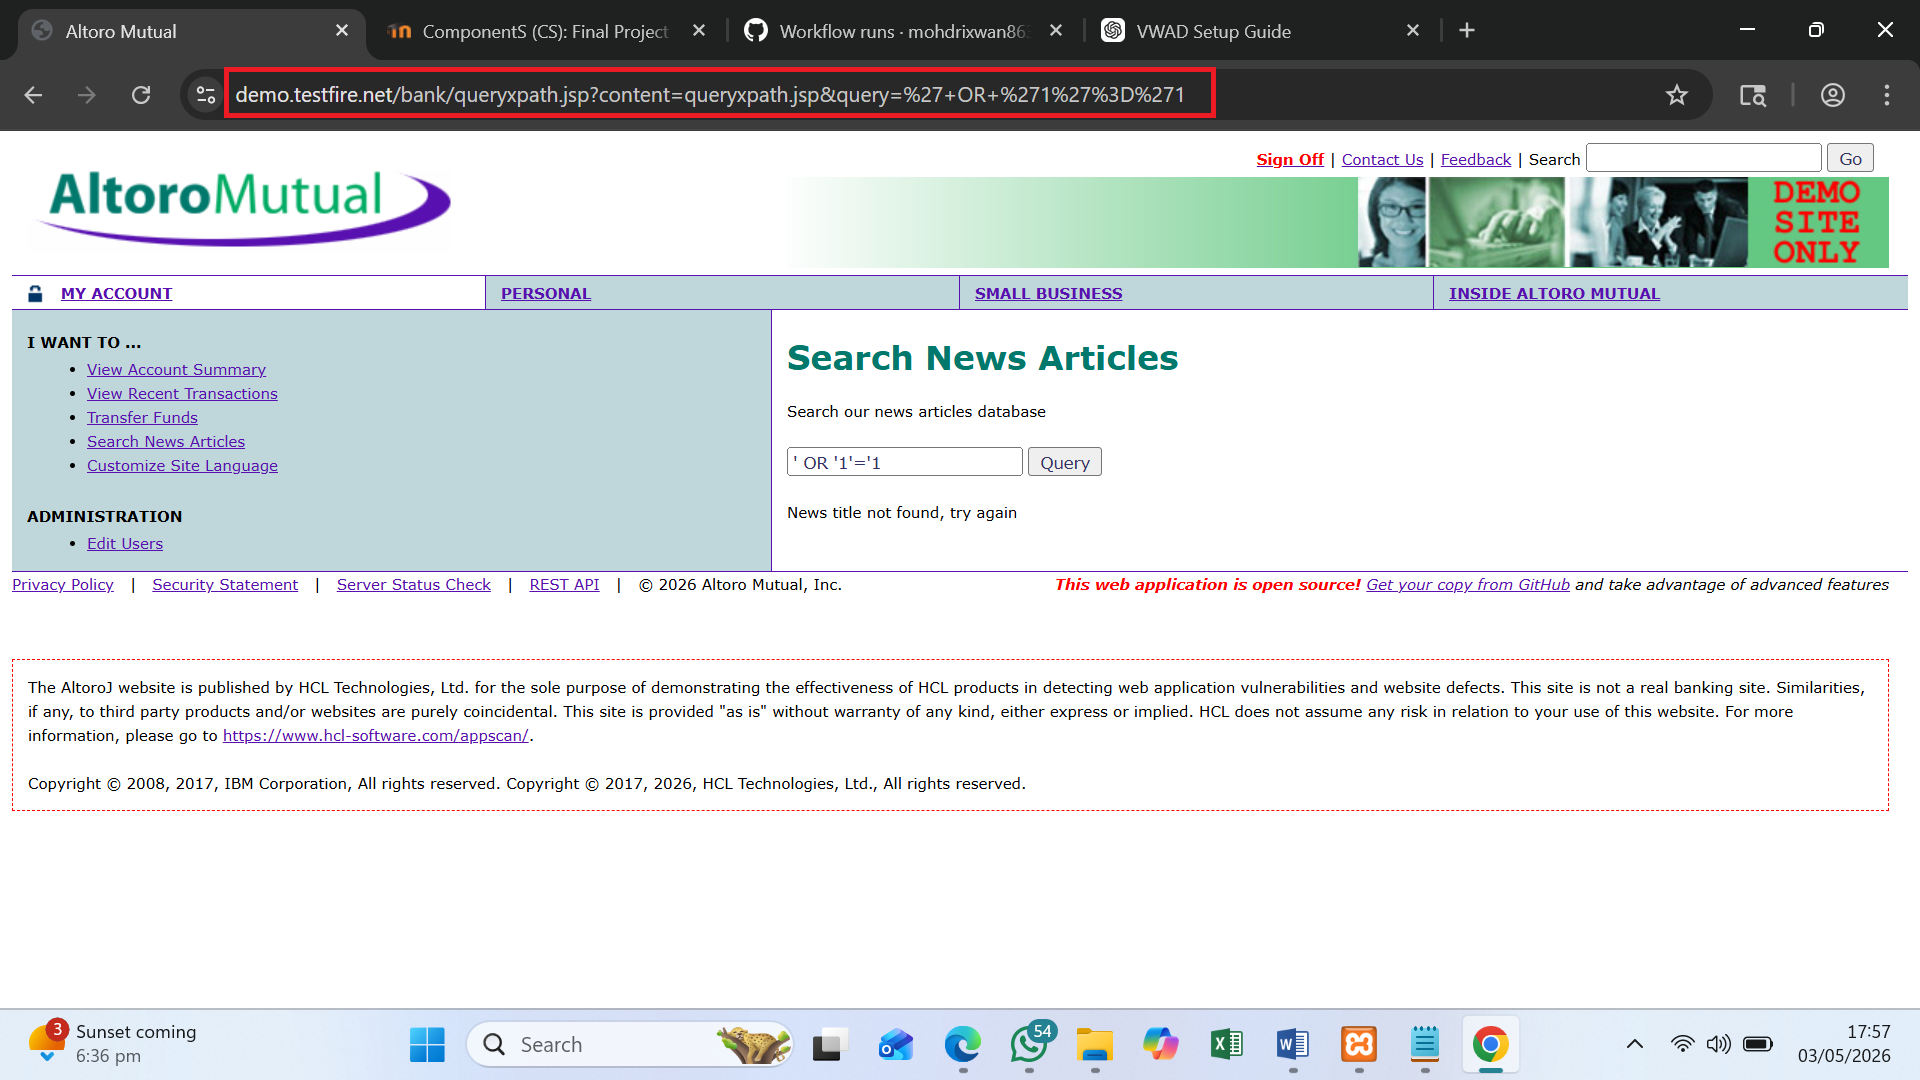 Altoro Mutual
ComponentS (CS): Final Project
Workflow runs · mohdrixwan863
VWAD Setup Guide
demo.testfire.net/bank/queryxpath.jsp?content=queryxpath.jsp&query=%27+OR+%271%27%3D%271
Sign Off | Contact Us | Feedback | Search Go
AltoroMutual
DEMO
SITE
ONLY
MY ACCOUNT
PERSONAL
SMALL BUSINESS
INSIDE ALTORO MUTUAL
I WANT TO ...
• View Account Summary
• View Recent Transactions
• Transfer Funds
• Search News Articles
• Customize Site Language
ADMINISTRATION
• Edit Users
Search News Articles
Search our news articles database
' OR '1'='1 Query
News title not found, try again
Privacy Policy | Security Statement | Server Status Check | REST API | © 2026 Altoro Mutual, Inc.
This web application is open source! Get your copy from GitHub and take advantage of advanced features
The AltoroJ website is published by HCL Technologies, Ltd. for the sole purpose of demonstrating the effectiveness of HCL products in detecting web application vulnerabilities and website defects. This site is not a real banking site. Similarities,
if any, to third party products and/or websites are purely coincidental. This site is provided "as is" without warranty of any kind, either express or implied. HCL does not assume any risk in relation to your use of this website. For more
information, please go to https://www.hcl-software.com/appscan/.
Copyright © 2008, 2017, IBM Corporation, All rights reserved. Copyright © 2017, 2026, HCL Technologies, Ltd., All rights reserved.
3
Sunset coming
6:36 pm
Search
54
17:57
03/05/2026